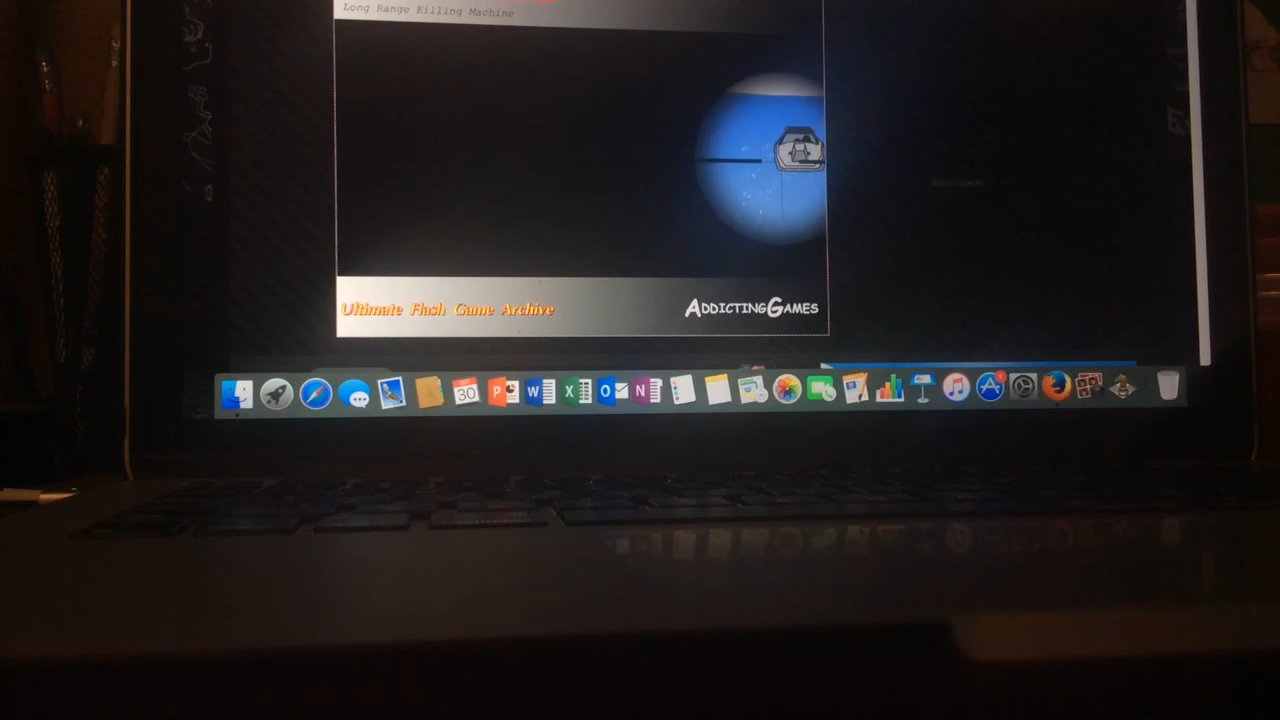 Long Range Killing Machine
Ultimate Flash Game Archive
ADDICTINGGAMES
30
P
W
X
O
N